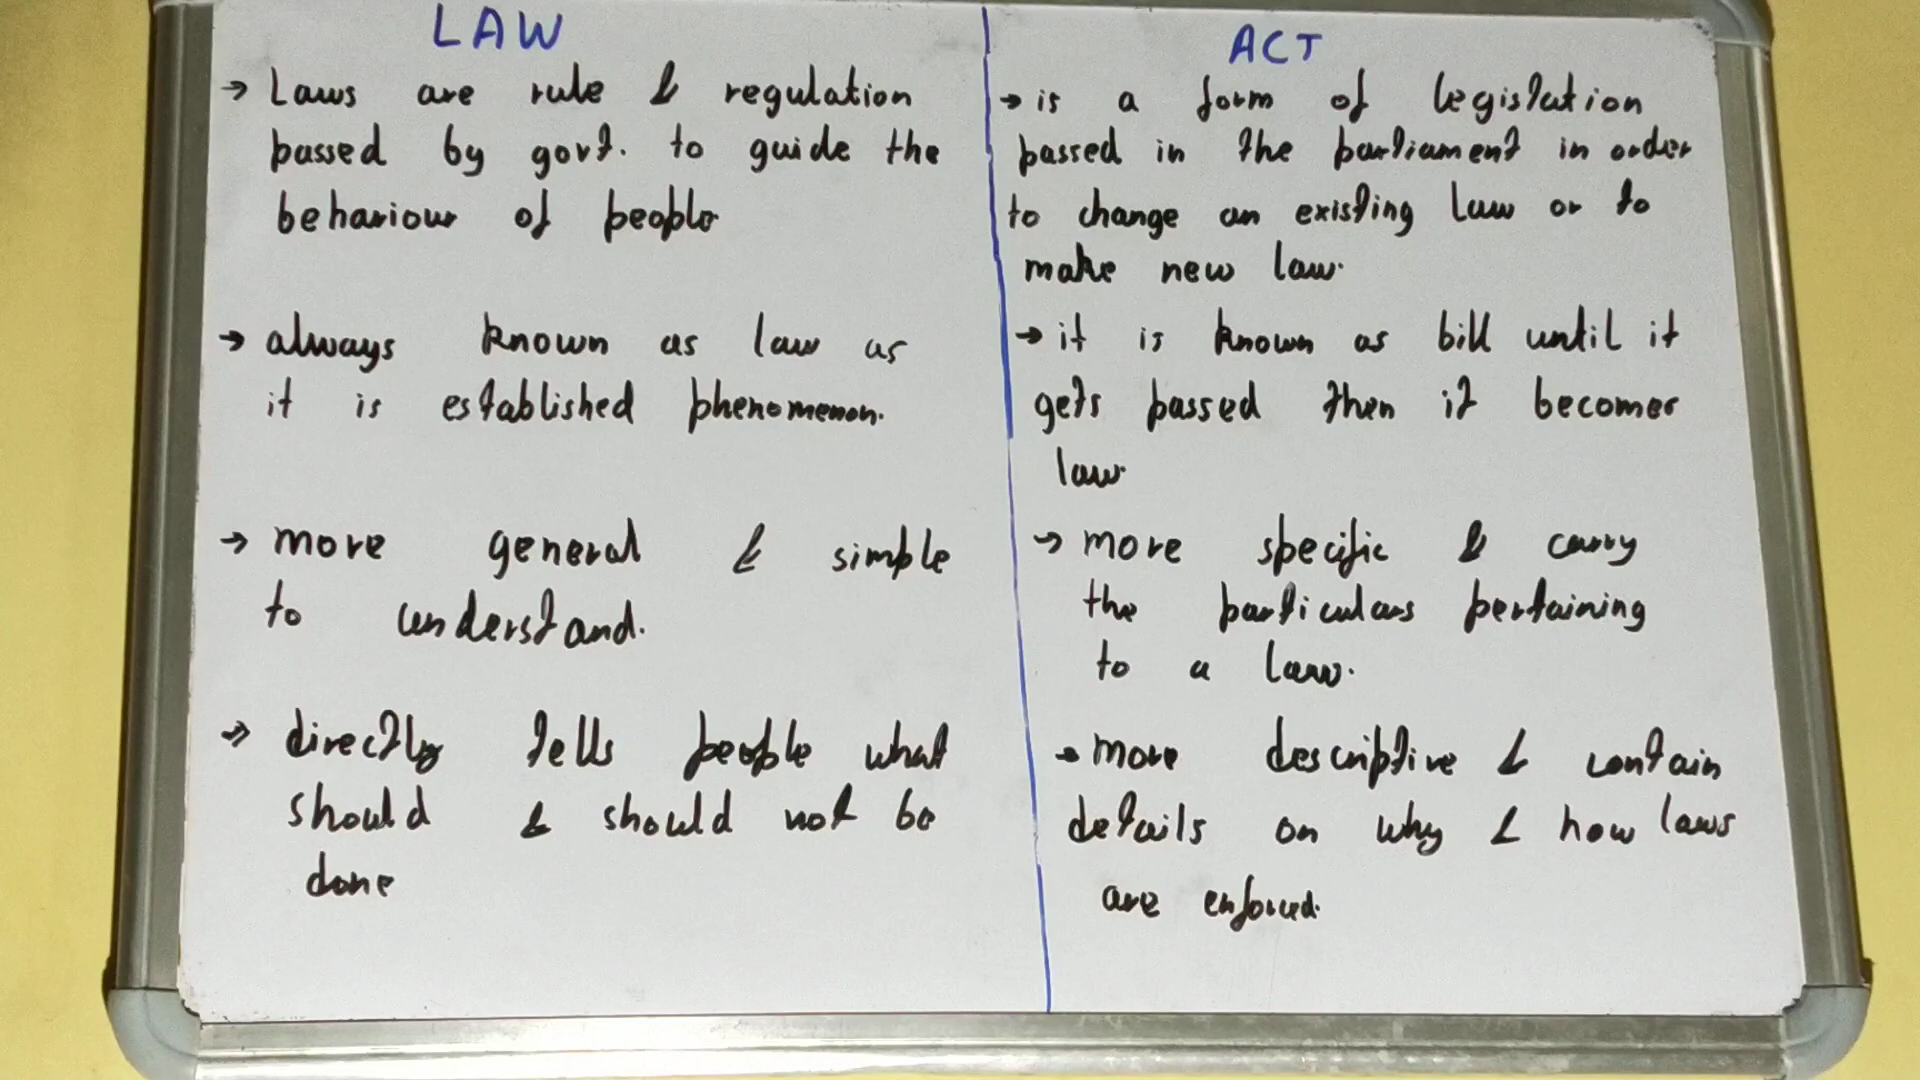 LAW
→ Laws are rule & regulation
passed by govt. to guide the
behaviour of people
→ always known as law as
it is established phenomenon.
→ more general & simple
to understand.
→ directly tells people what
should & should not be
done
ACT
→ is a form of legislation
passed in the parliament in order
to change an existing law or to
make new law.
→ it is known as bill until it
gets passed then it becomes
law.
→ more specific & carry
the particulars pertaining
to a law.
→ more descriptive & contain
details on why & how laws
are enforced.